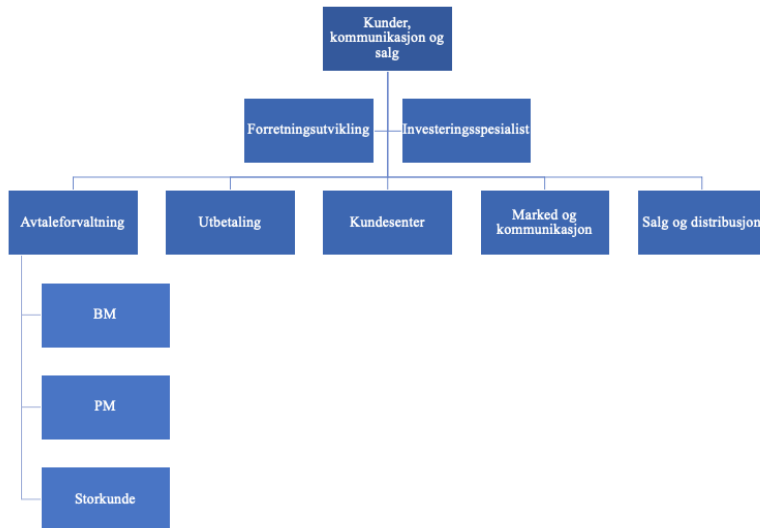 Kunder,
kommunikasjon og
salg
Forretningsutvikling
Investeringsspesialist
Avtaleforvaltning
Utbetaling
Kundesenter
Marked og
kommunikasjon
Salg og distribusjon
BM
PM
Storkunde